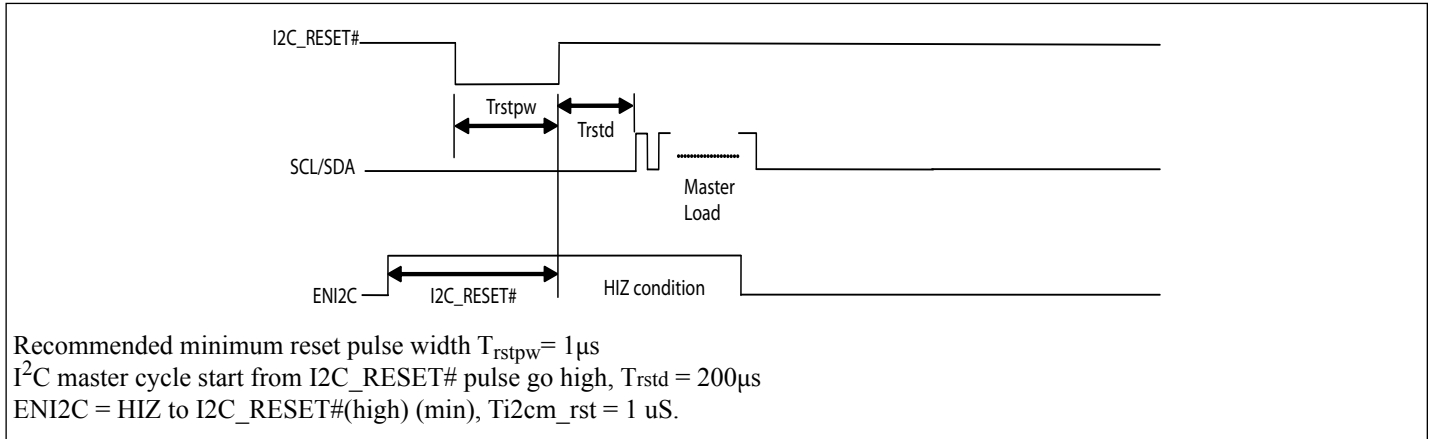 I2C_RESET#
Trstpw
Trstd
SCL/SDA
Master
Load
ENI2C
I2C_RESET#
HIZ condition
Recommended minimum reset pulse width Trstpw= 1μs
I2C master cycle start from I2C_RESET# pulse go high, Trstd = 200μs
ENI2C = HIZ to I2C_RESET#(high) (min), Ti2cm_rst = 1 uS.